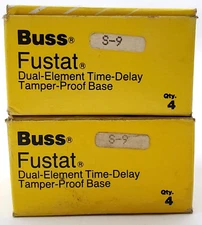 Buss® S-9
Fustat®
Dual-Element Time-Delay
Tamper-Proof Base
Qty.
4
Buss® S-9
Fustat®
Dual-Element Time-Delay
Tamper-Proof Base
Qty.
4